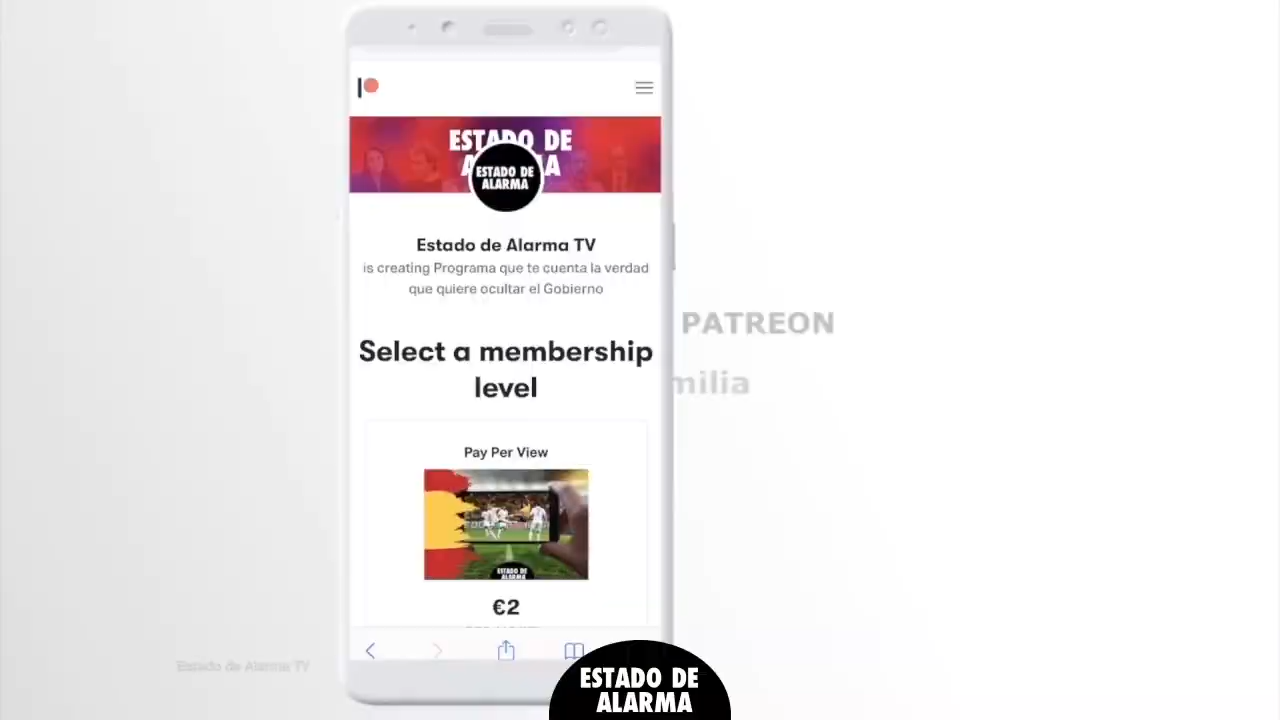 ESTADO DE
ESTADO DE
ALARMA
Estado de Alarma TV
is creating Programa que te cuenta la verdad
que quiere ocultar el Gobierno
Select a membership
level
Pay Per View
ESTADO DE
ALARMA
€2
PATREON
milia
Estado de Alarma TV
ESTADO DE
ALARMA